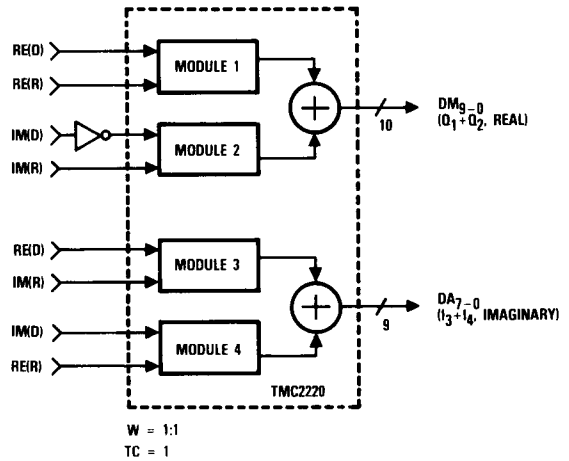 RE(D)
RE(R)
MODULE 1
IM(D)
IM(R)
MODULE 2
10
DM9–0
(Q1+Q2, REAL)
RE(D)
IM(R)
MODULE 3
IM(D)
RE(R)
MODULE 4
9
DA7–0
(I3+I4, IMAGINARY)
TMC2220
W = 1:1
TC = 1